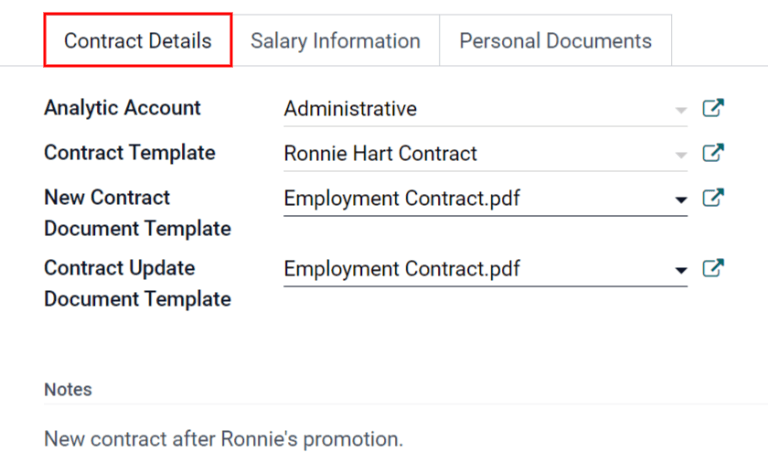 Contract Details Salary Information Personal Documents
Analytic Account Administrative
Contract Template Ronnie Hart Contract
New Contract Employment Contract.pdf
Document Template
Contract Update Employment Contract.pdf
Document Template
Notes
New contract after Ronnie's promotion.